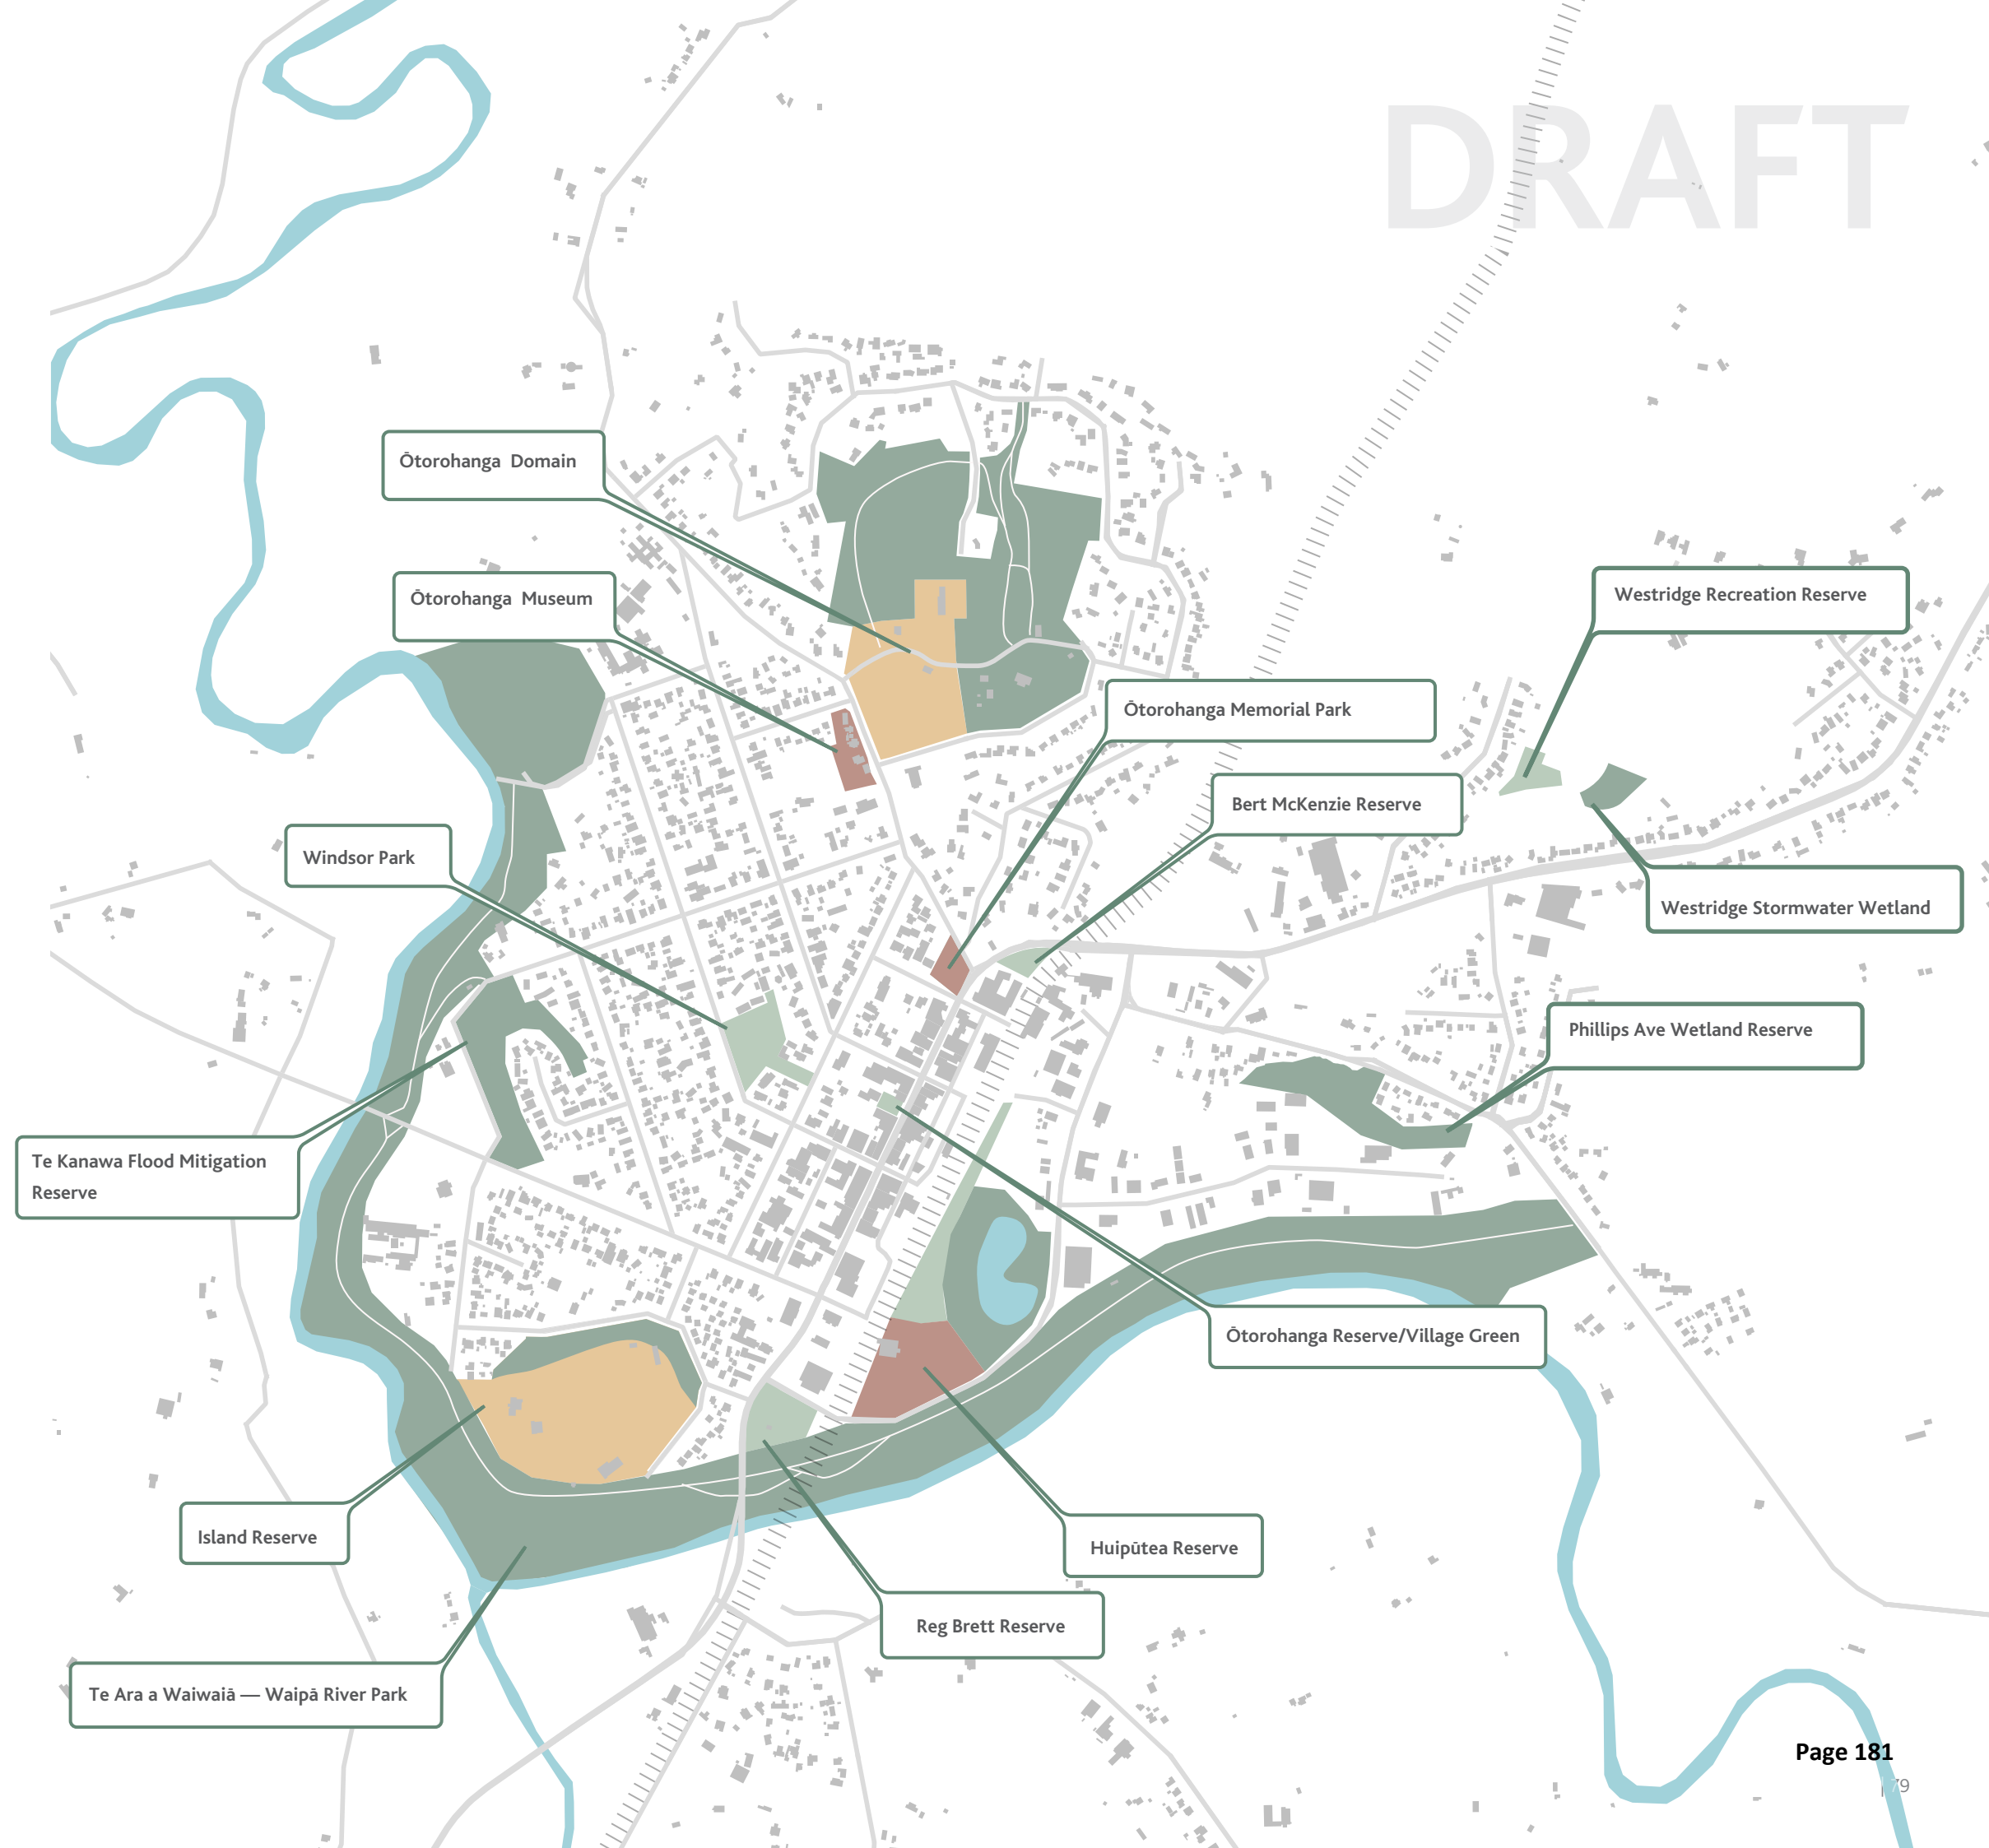 DRAFT
Ōtorohanga Domain
Ōtorohanga Museum
Westridge Recreation Reserve
Ōtorohanga Memorial Park
Bert McKenzie Reserve
Windsor Park
Westridge Stormwater Wetland
Phillips Ave Wetland Reserve
Te Kanawa Flood Mitigation
Reserve
Ōtorohanga Reserve/Village Green
Island Reserve
Huipūtea Reserve
Reg Brett Reserve
Te Ara a Waiwaiā — Waipā River Park
Page 181
| 79